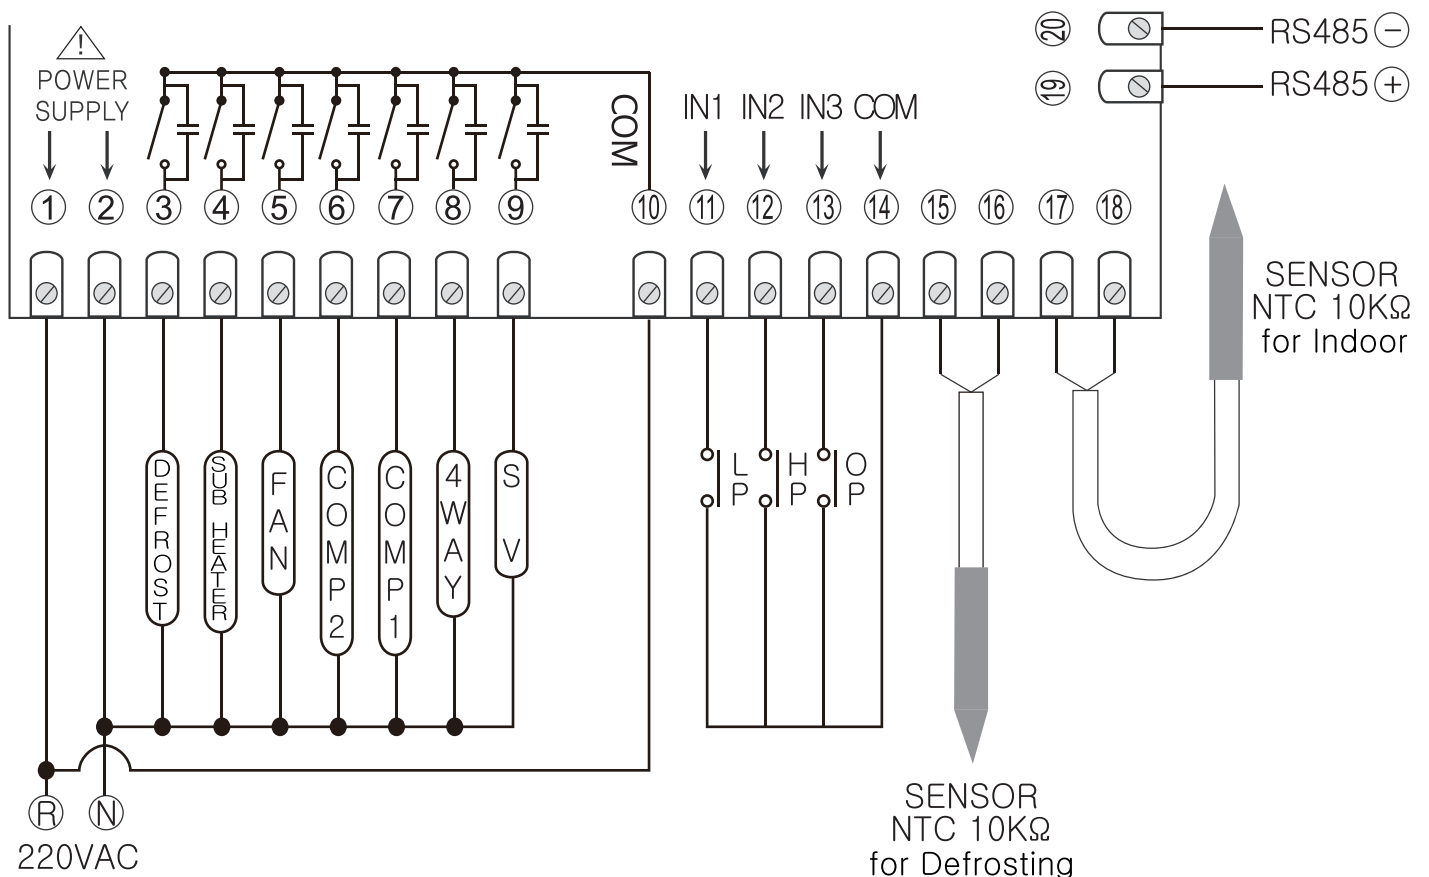 ⚠
POWER
SUPPLY
COM
IN1 IN2 IN3 COM
20 RS485 −
19 RS485 +
1 2 3 4 5 6 7 8 9 10 11 12 13 14 15 16 17 18
SENSOR
NTC 10KΩ
for Indoor
DEFROST
SUB HEATER
FAN
COMP2
COMP1
4WAY
SV
LP
HP
OP
R N
220VAC
SENSOR
NTC 10KΩ
for Defrosting